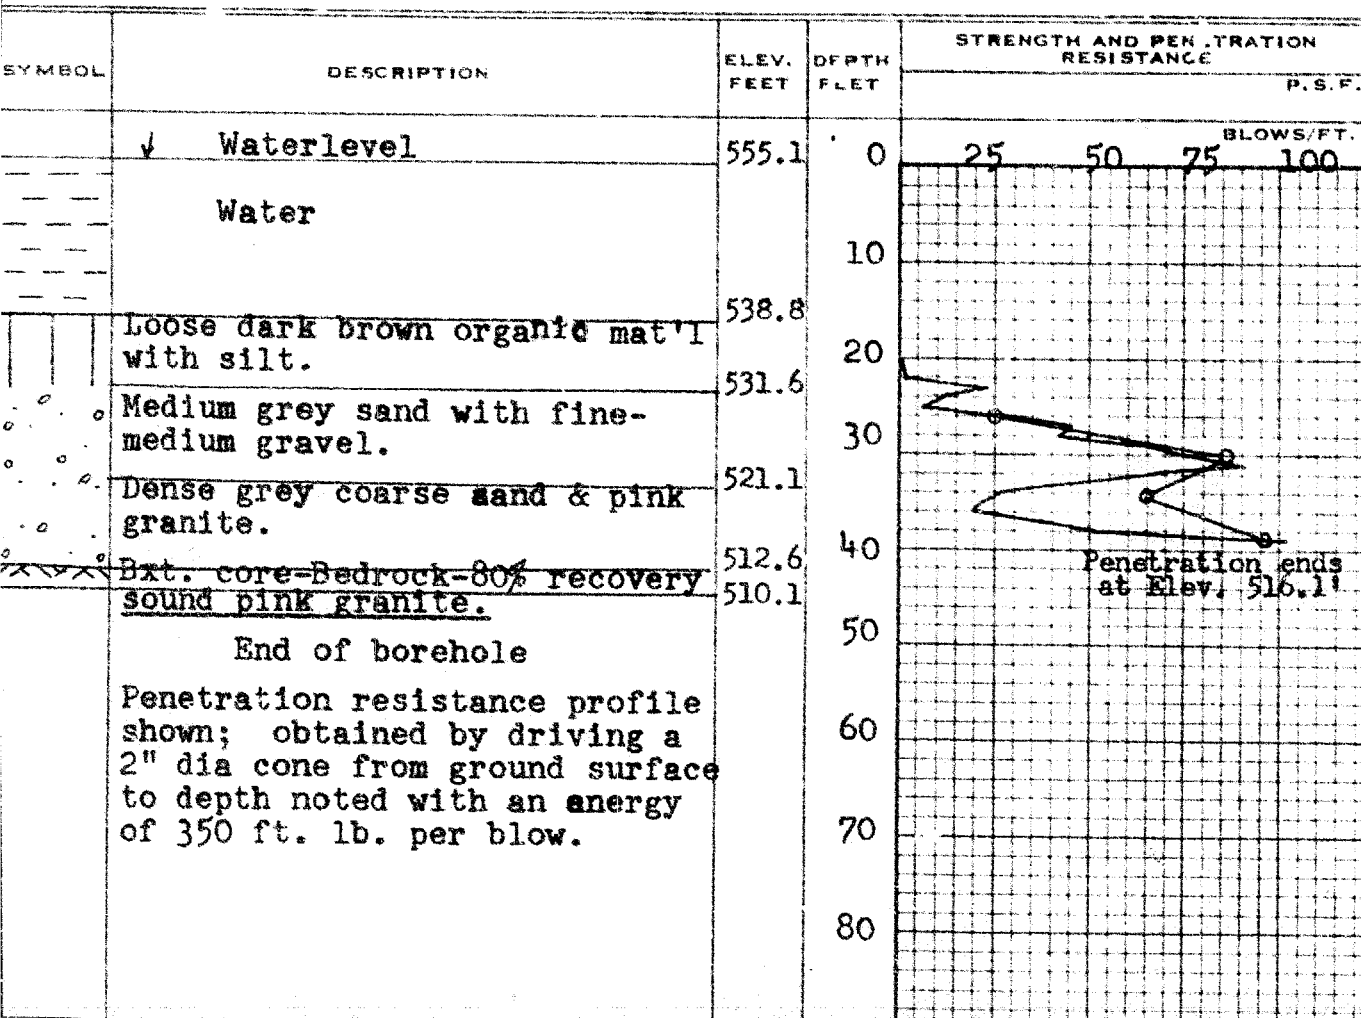 SYMBOL DESCRIPTION ELEV. FEET DEPTH FEET STRENGTH AND PEN.TRATION RESISTANCE
P.S.F.
BLOWS/FT.
↓ Waterlevel 555.1 0 25 50 75 100
Water
10
538.8
Loose dark brown organic mat'l
with silt.
20
531.6
Medium grey sand with fine-
medium gravel.
30
521.1
Dense grey coarse sand & pink
granite.
40
512.6
Bxt. core-Bedrock-80% recovery
sound pink granite.
510.1
Penetration ends
at Elev. 516.1'
End of borehole
50
Penetration resistance profile
shown; obtained by driving a
60
2" dia cone from ground surface
to depth noted with an anergy
of 350 ft. lb. per blow.
70
80